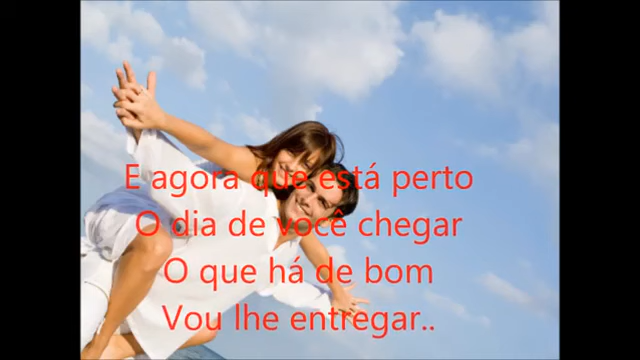 E agora que está perto
O dia de você chegar
O que há de bom
Vou lhe entregar..